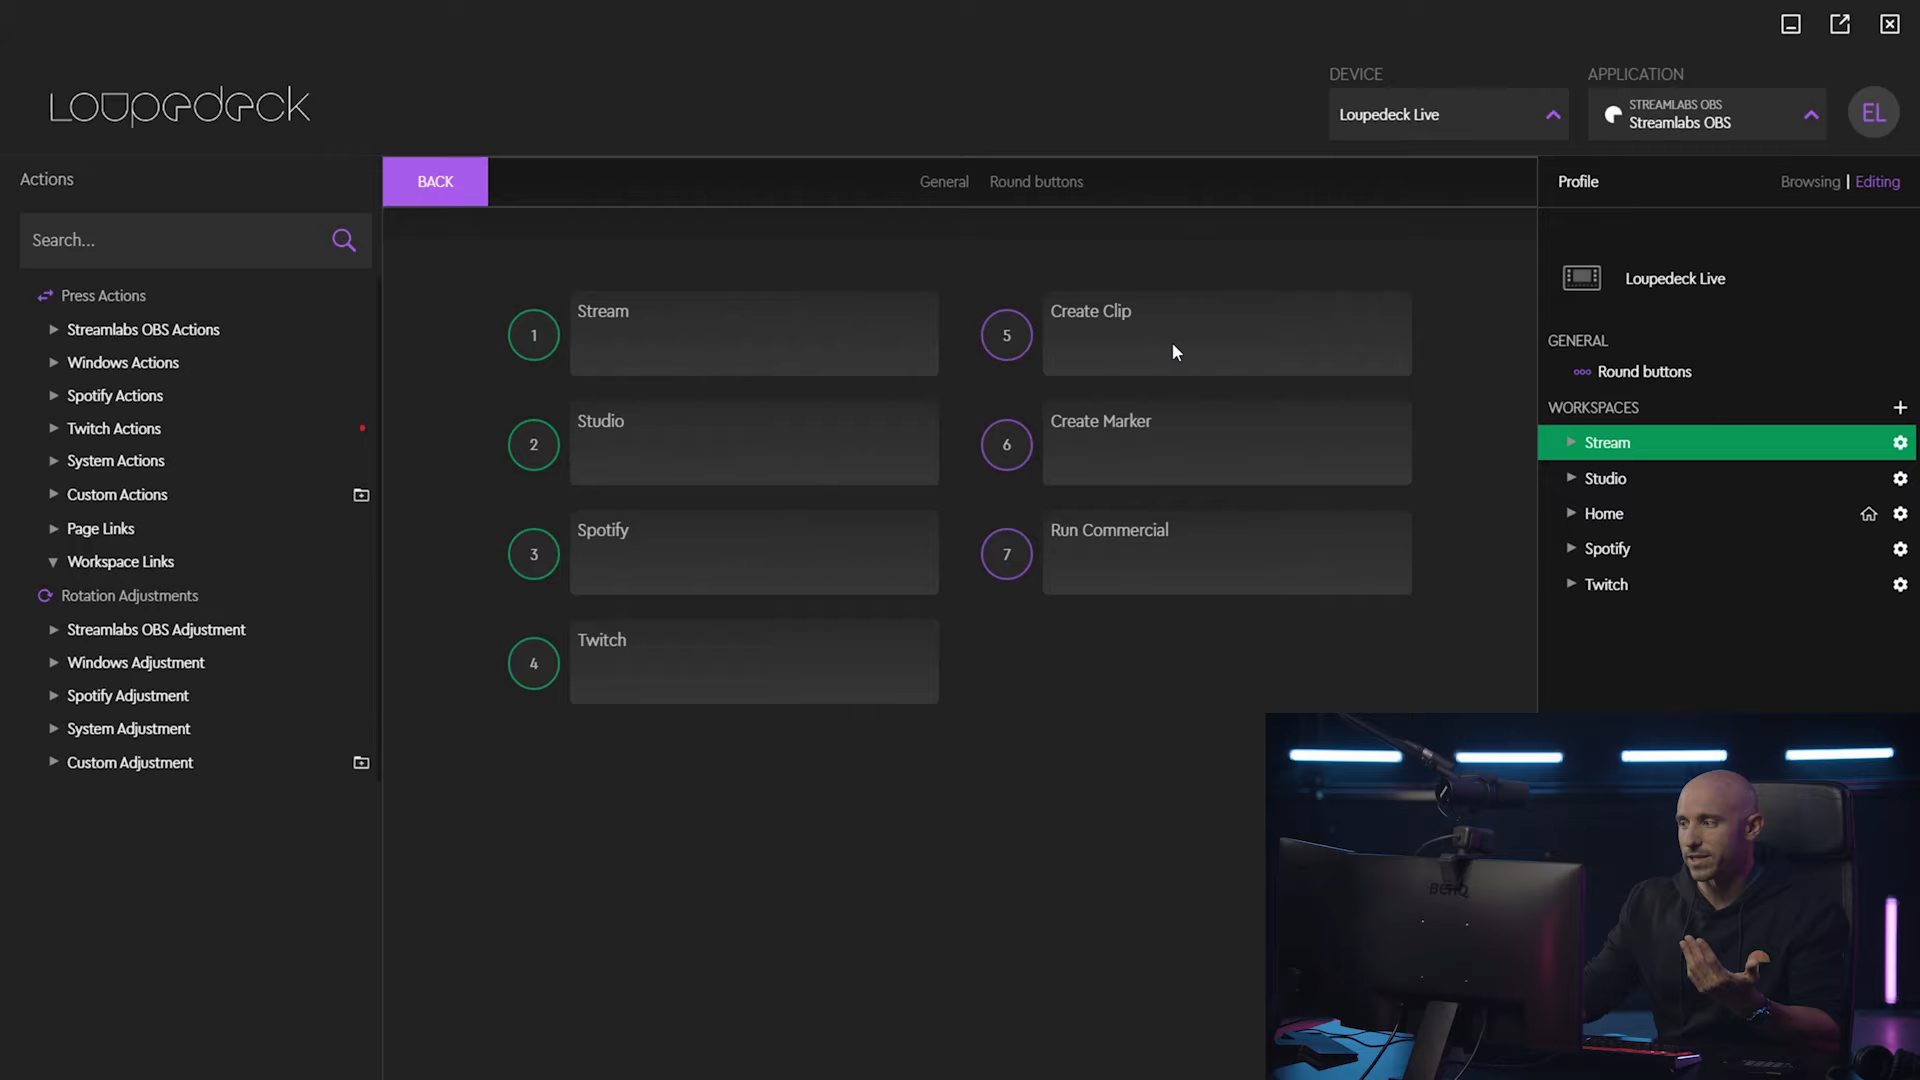 Loupedeck
DEVICE
Loupedeck Live
APPLICATION
STREAMLABS OBS
Streamlabs OBS
EL
Actions
BACK
General
Round buttons
Profile
Browsing | Editing
Search...
Press Actions
Streamlabs OBS Actions
Windows Actions
Spotify Actions
Twitch Actions
System Actions
Custom Actions
Page Links
Workspace Links
Rotation Adjustments
Streamlabs OBS Adjustment
Windows Adjustment
Spotify Adjustment
System Adjustment
Custom Adjustment
1
Stream
2
Studio
3
Spotify
4
Twitch
5
Create Clip
6
Create Marker
7
Run Commercial
Loupedeck Live
GENERAL
Round buttons
WORKSPACES
Stream
Studio
Home
Spotify
Twitch
BENQ